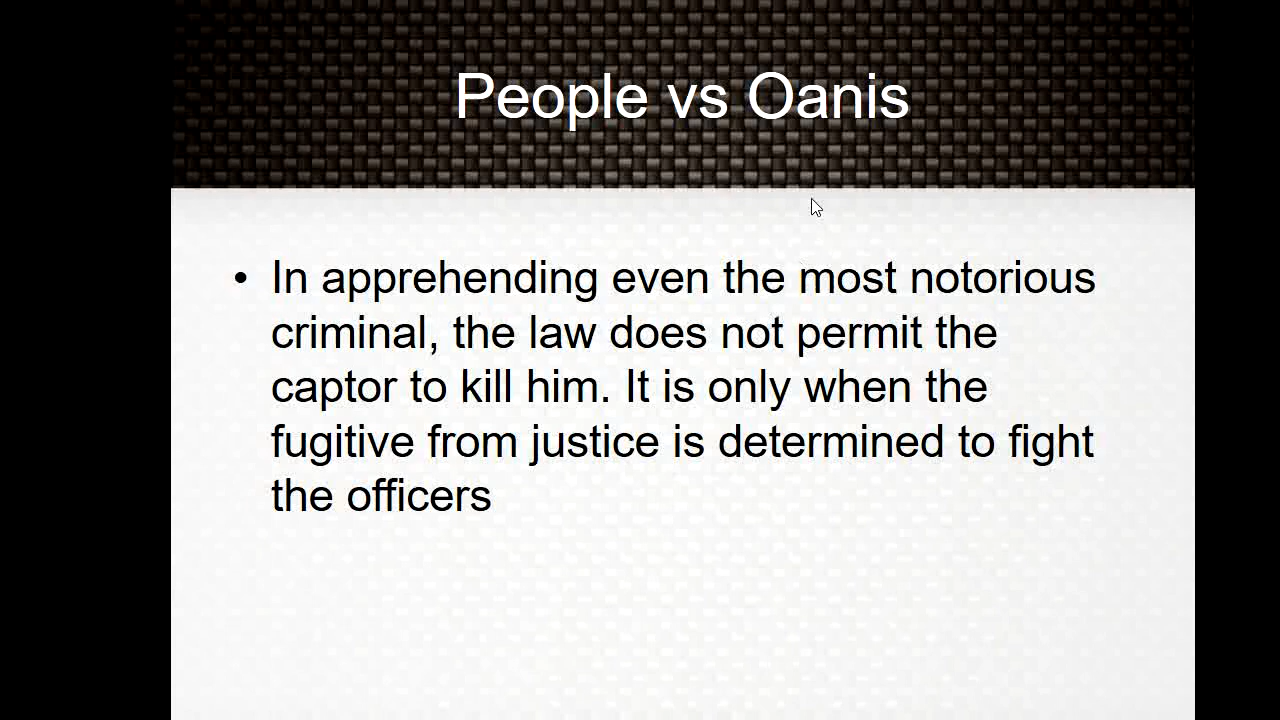 People vs Oanis
• In apprehending even the most notorious
criminal, the law does not permit the
captor to kill him. It is only when the
fugitive from justice is determined to fight
the officers